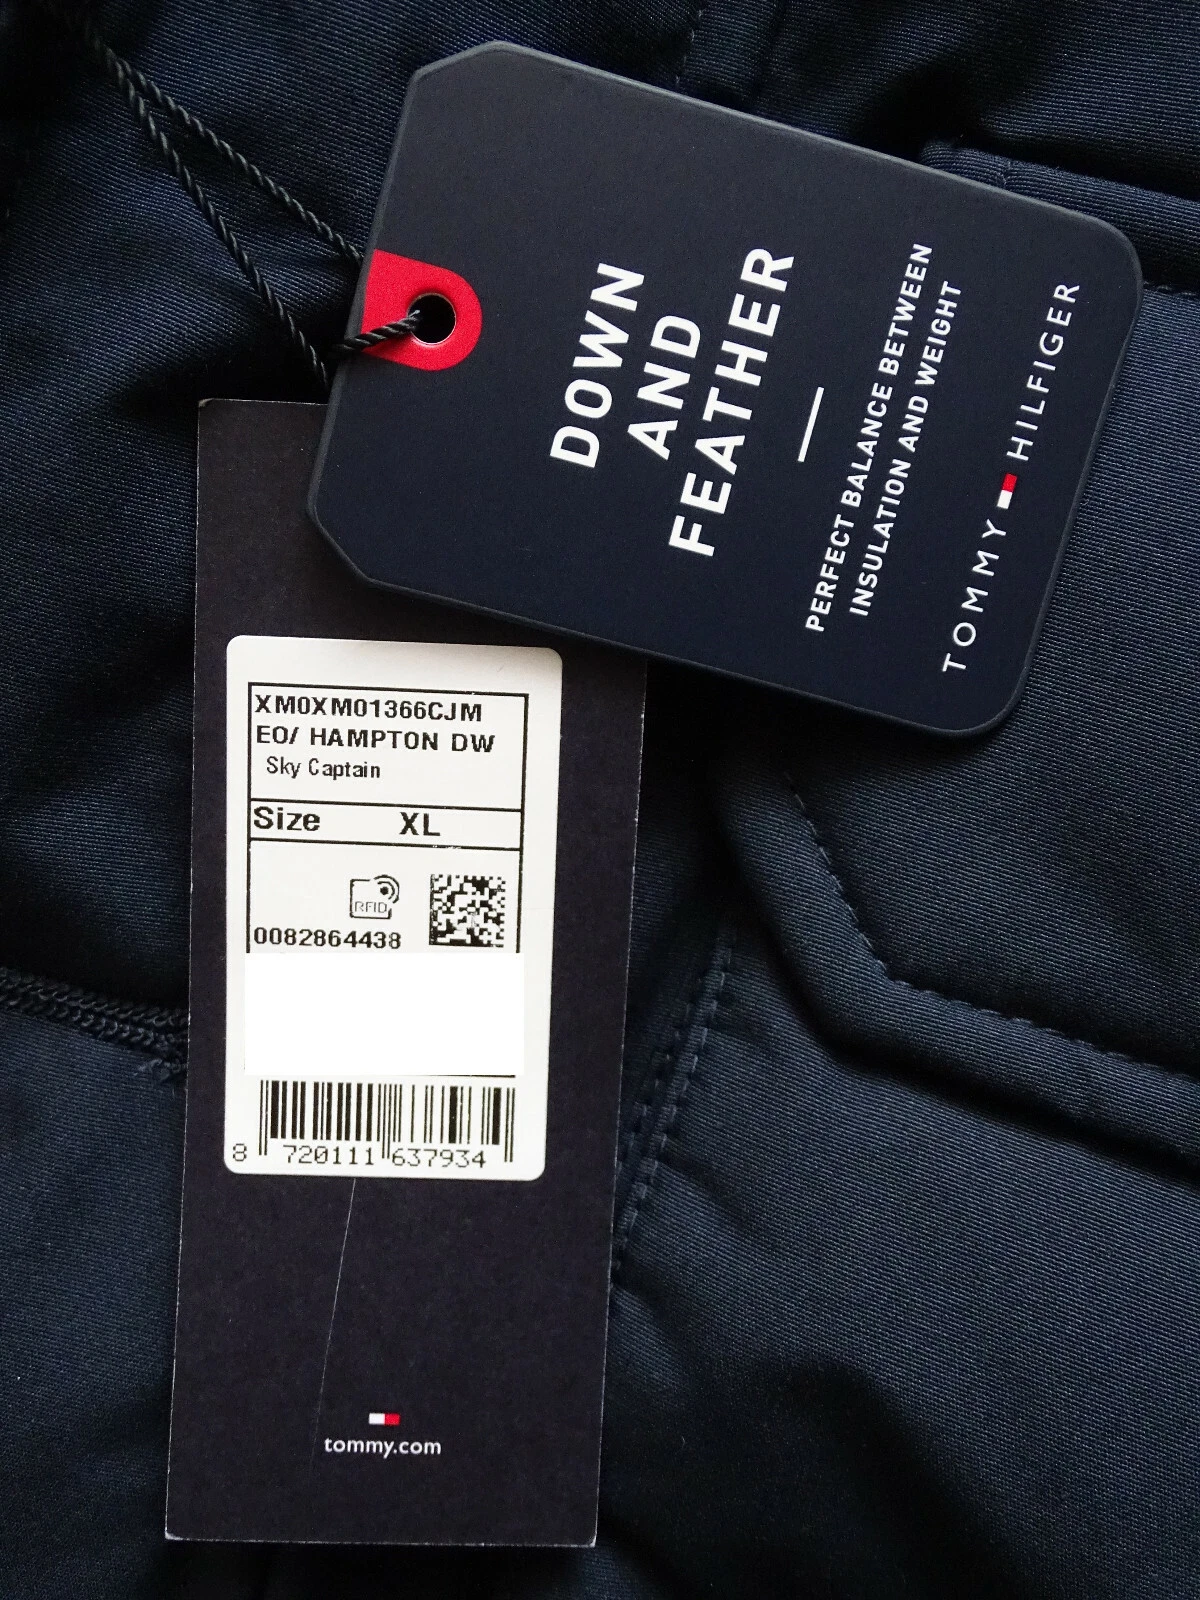 DOWN
AND
FEATHER
PERFECT BALANCE BETWEEN
INSULATION AND WEIGHT
TOMMY HILFIGER
XM0XM01366CJM
EO/ HAMPTON DW
Sky Captain
Size XL
RFID
0082864438
8 720111 637934
tommy.com